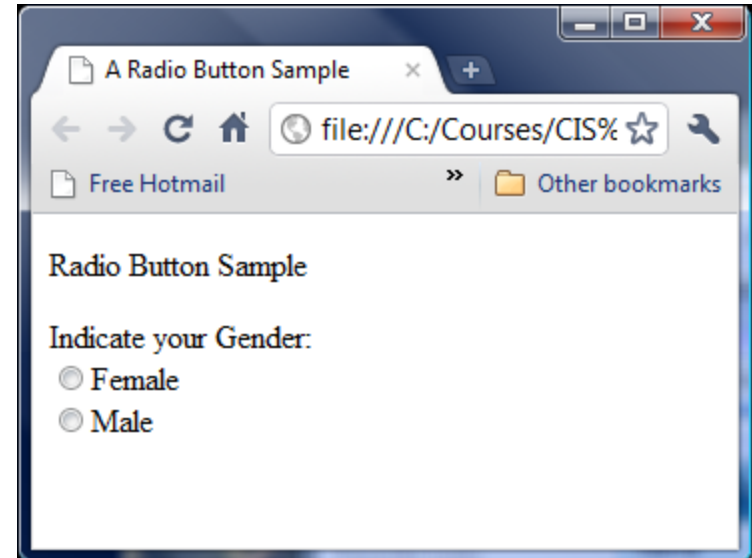 A Radio Button Sample
file:///C:/Courses/CIS%
Free Hotmail
Other bookmarks
Radio Button Sample
Indicate your Gender:
Female
Male